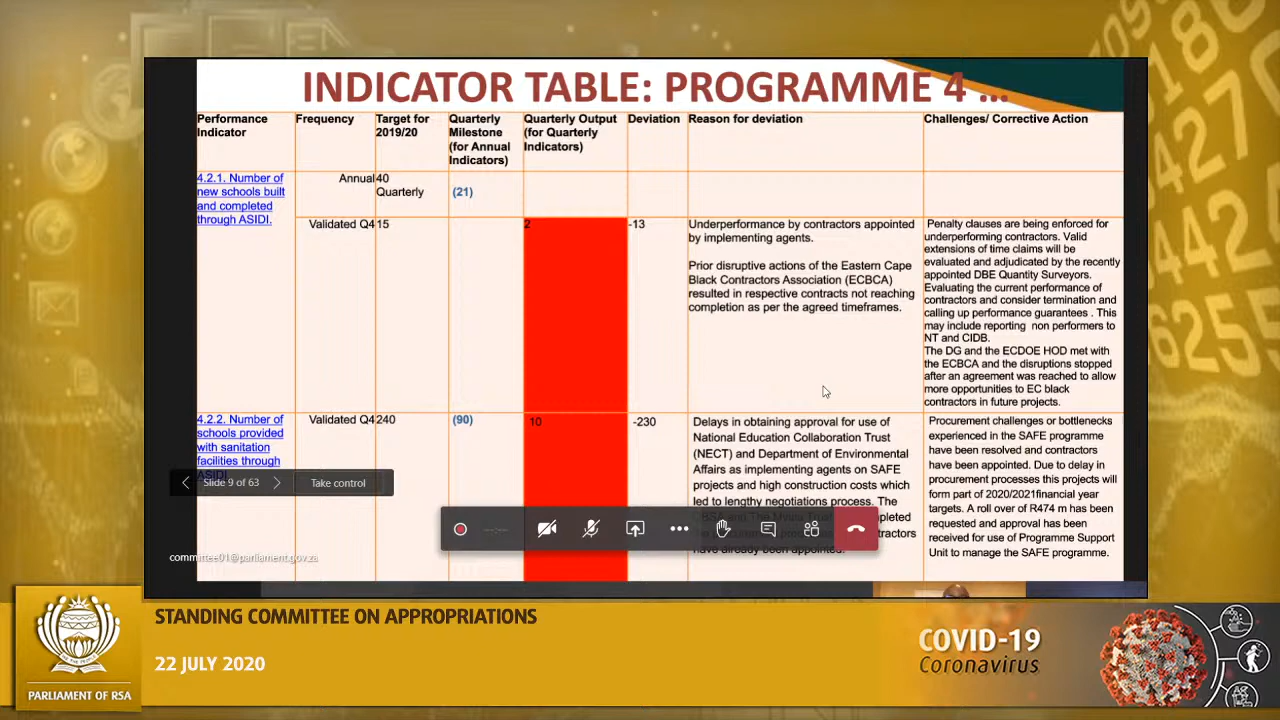 INDICATOR TABLE: PROGRAMME 4 ...
Performance
Indicator
Frequency
Target for
2019/20
Quarterly
Milestone
(for Annual
Indicators)
Quarterly Output
(for Quarterly
Indicators)
Deviation
Reason for deviation
Challenges/ Corrective Action
4.2.1. Number of
new schools built
and completed
through ASIDI.
Annual
40
Quarterly
(21)
Validated Q4
15
2
-13
Underperformance by contractors appointed
by implementing agents.
Prior disruptive actions of the Eastern Cape
Black Contractors Association (ECBCA)
resulted in respective contracts not reaching
completion as per the agreed timeframes.
Penalty clauses are being enforced for
underperforming contractors. Valid
extensions of time claims will be
evaluated and adjudicated by the recently
appointed DBE Quantity Surveyors.
Evaluating the current performance of
contractors and consider termination and
calling up performance guarantees . This
may include reporting non performers to
NT and CIDB.
The DG and the ECDOE HOD met with
the ECBCA and the disruptions stopped
after an agreement was reached to allow
more opportunities to EC black
contractors in future projects.
4.2.2. Number of
schools provided
with sanitation
facilities through
ASIDI.
Validated Q4
240
(90)
10
-230
Delays in obtaining approval for use of
National Education Collaboration Trust
(NECT) and Department of Environmental
Affairs as implementing agents on SAFE
projects and high construction costs which
led to lengthy negotiations process. The
have already been appointed.
Procurement challenges or bottlenecks
experienced in the SAFE programme
have been resolved and contractors
have been appointed. Due to delay in
procurement processes this projects will
form part of 2020/2021financial year
targets. A roll over of R474 m has been
requested and approval has been
received for use of Programme Support
Unit to manage the SAFE programme.
Slide 9 of 63
Take control
committee01@parliament.gov.za
STANDING COMMITTEE ON APPROPRIATIONS
22 JULY 2020
PARLIAMENT OF RSA
COVID-19
Coronavirus